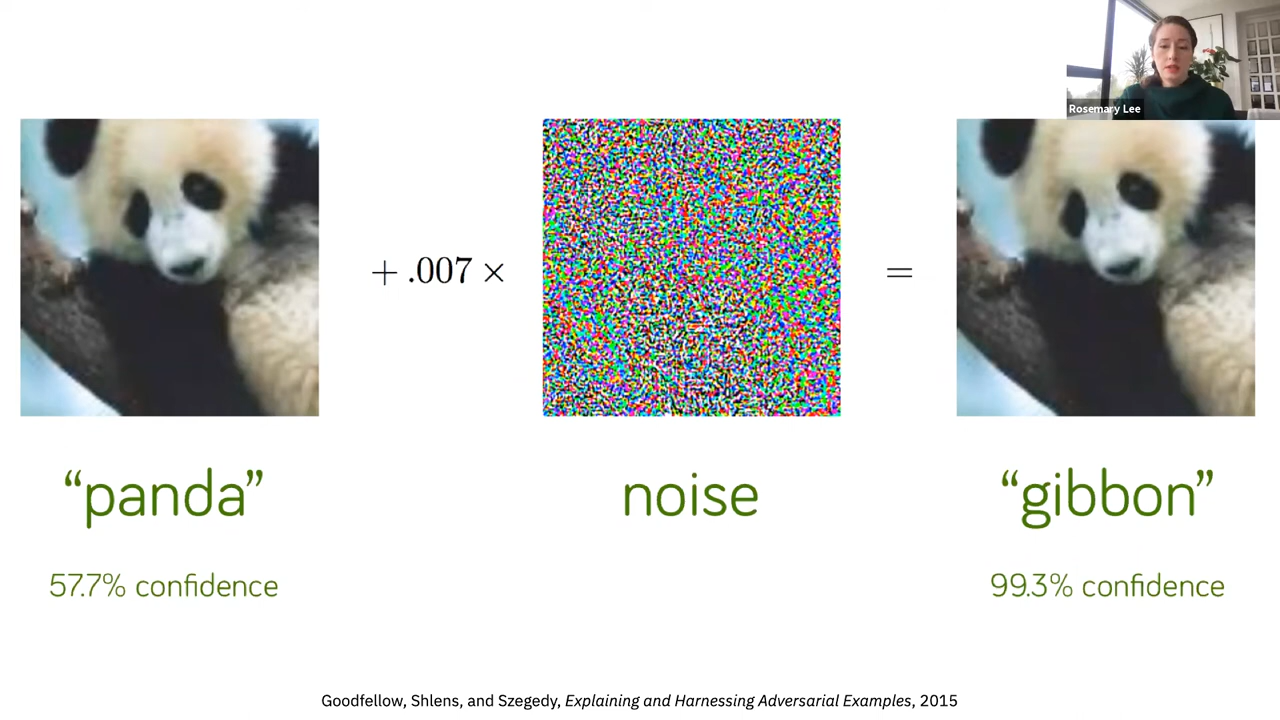 Rosemary Lee
+ .007 ×
=
“panda”
noise
“gibbon”
57.7% confidence
99.3% confidence
Goodfellow, Shlens, and Szegedy, Explaining and Harnessing Adversarial Examples, 2015